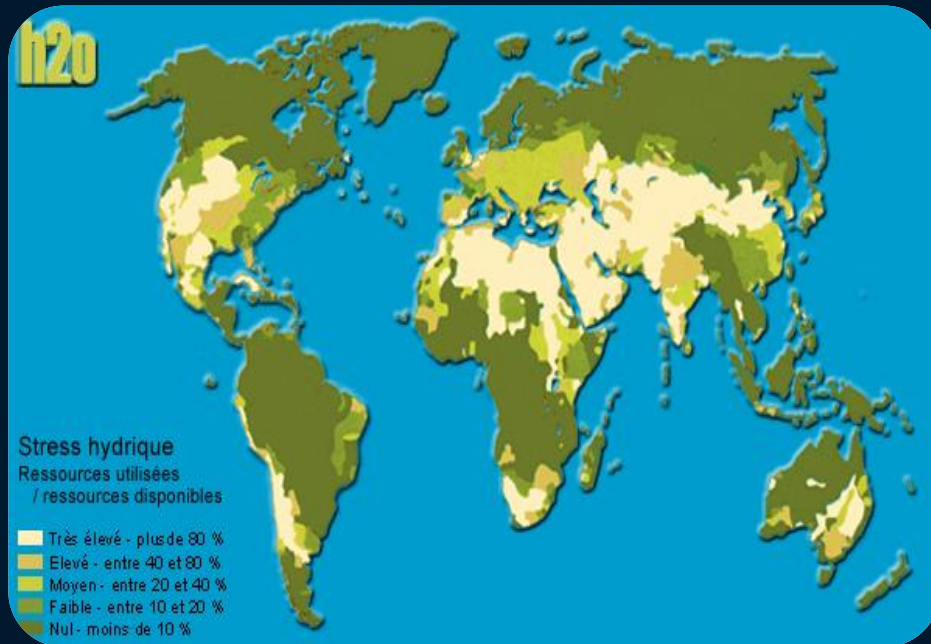 h2o
Stress hydrique
Ressources utilisées
/ ressources disponibles
Très élevé - plus de 80 %
Elevé - entre 40 et 80 %
Moyen - entre 20 et 40 %
Faible - entre 10 et 20 %
Nul - moins de 10 %